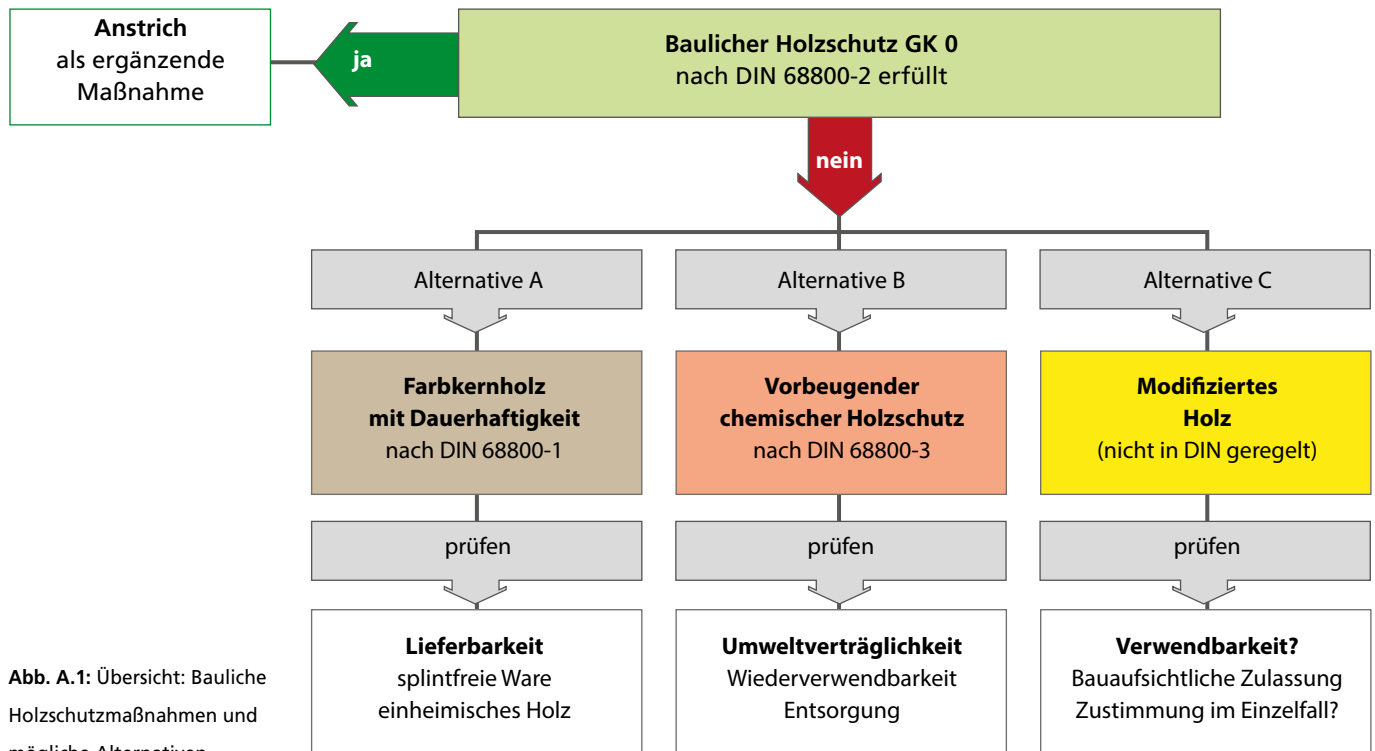 Anstrich
als ergänzende
Maßnahme
ja
Baulicher Holzschutz GK 0
nach DIN 68800-2 erfüllt
nein
Alternative A
Alternative B
Alternative C
Farbkernholz
mit Dauerhaftigkeit
nach DIN 68800-1
Vorbeugender
chemischer Holzschutz
nach DIN 68800-3
Modifiziertes
Holz
(nicht in DIN geregelt)
prüfen
prüfen
prüfen
Lieferbarkeit
splintfreie Ware
einheimisches Holz
Umweltverträglichkeit
Wiederverwendbarkeit
Entsorgung
Verwendbarkeit?
Bauaufsichtliche Zulassung
Zustimmung im Einzelfall?
Abb. A.1: Übersicht: Bauliche
Holzschutzmaßnahmen und
mögliche Alternativen